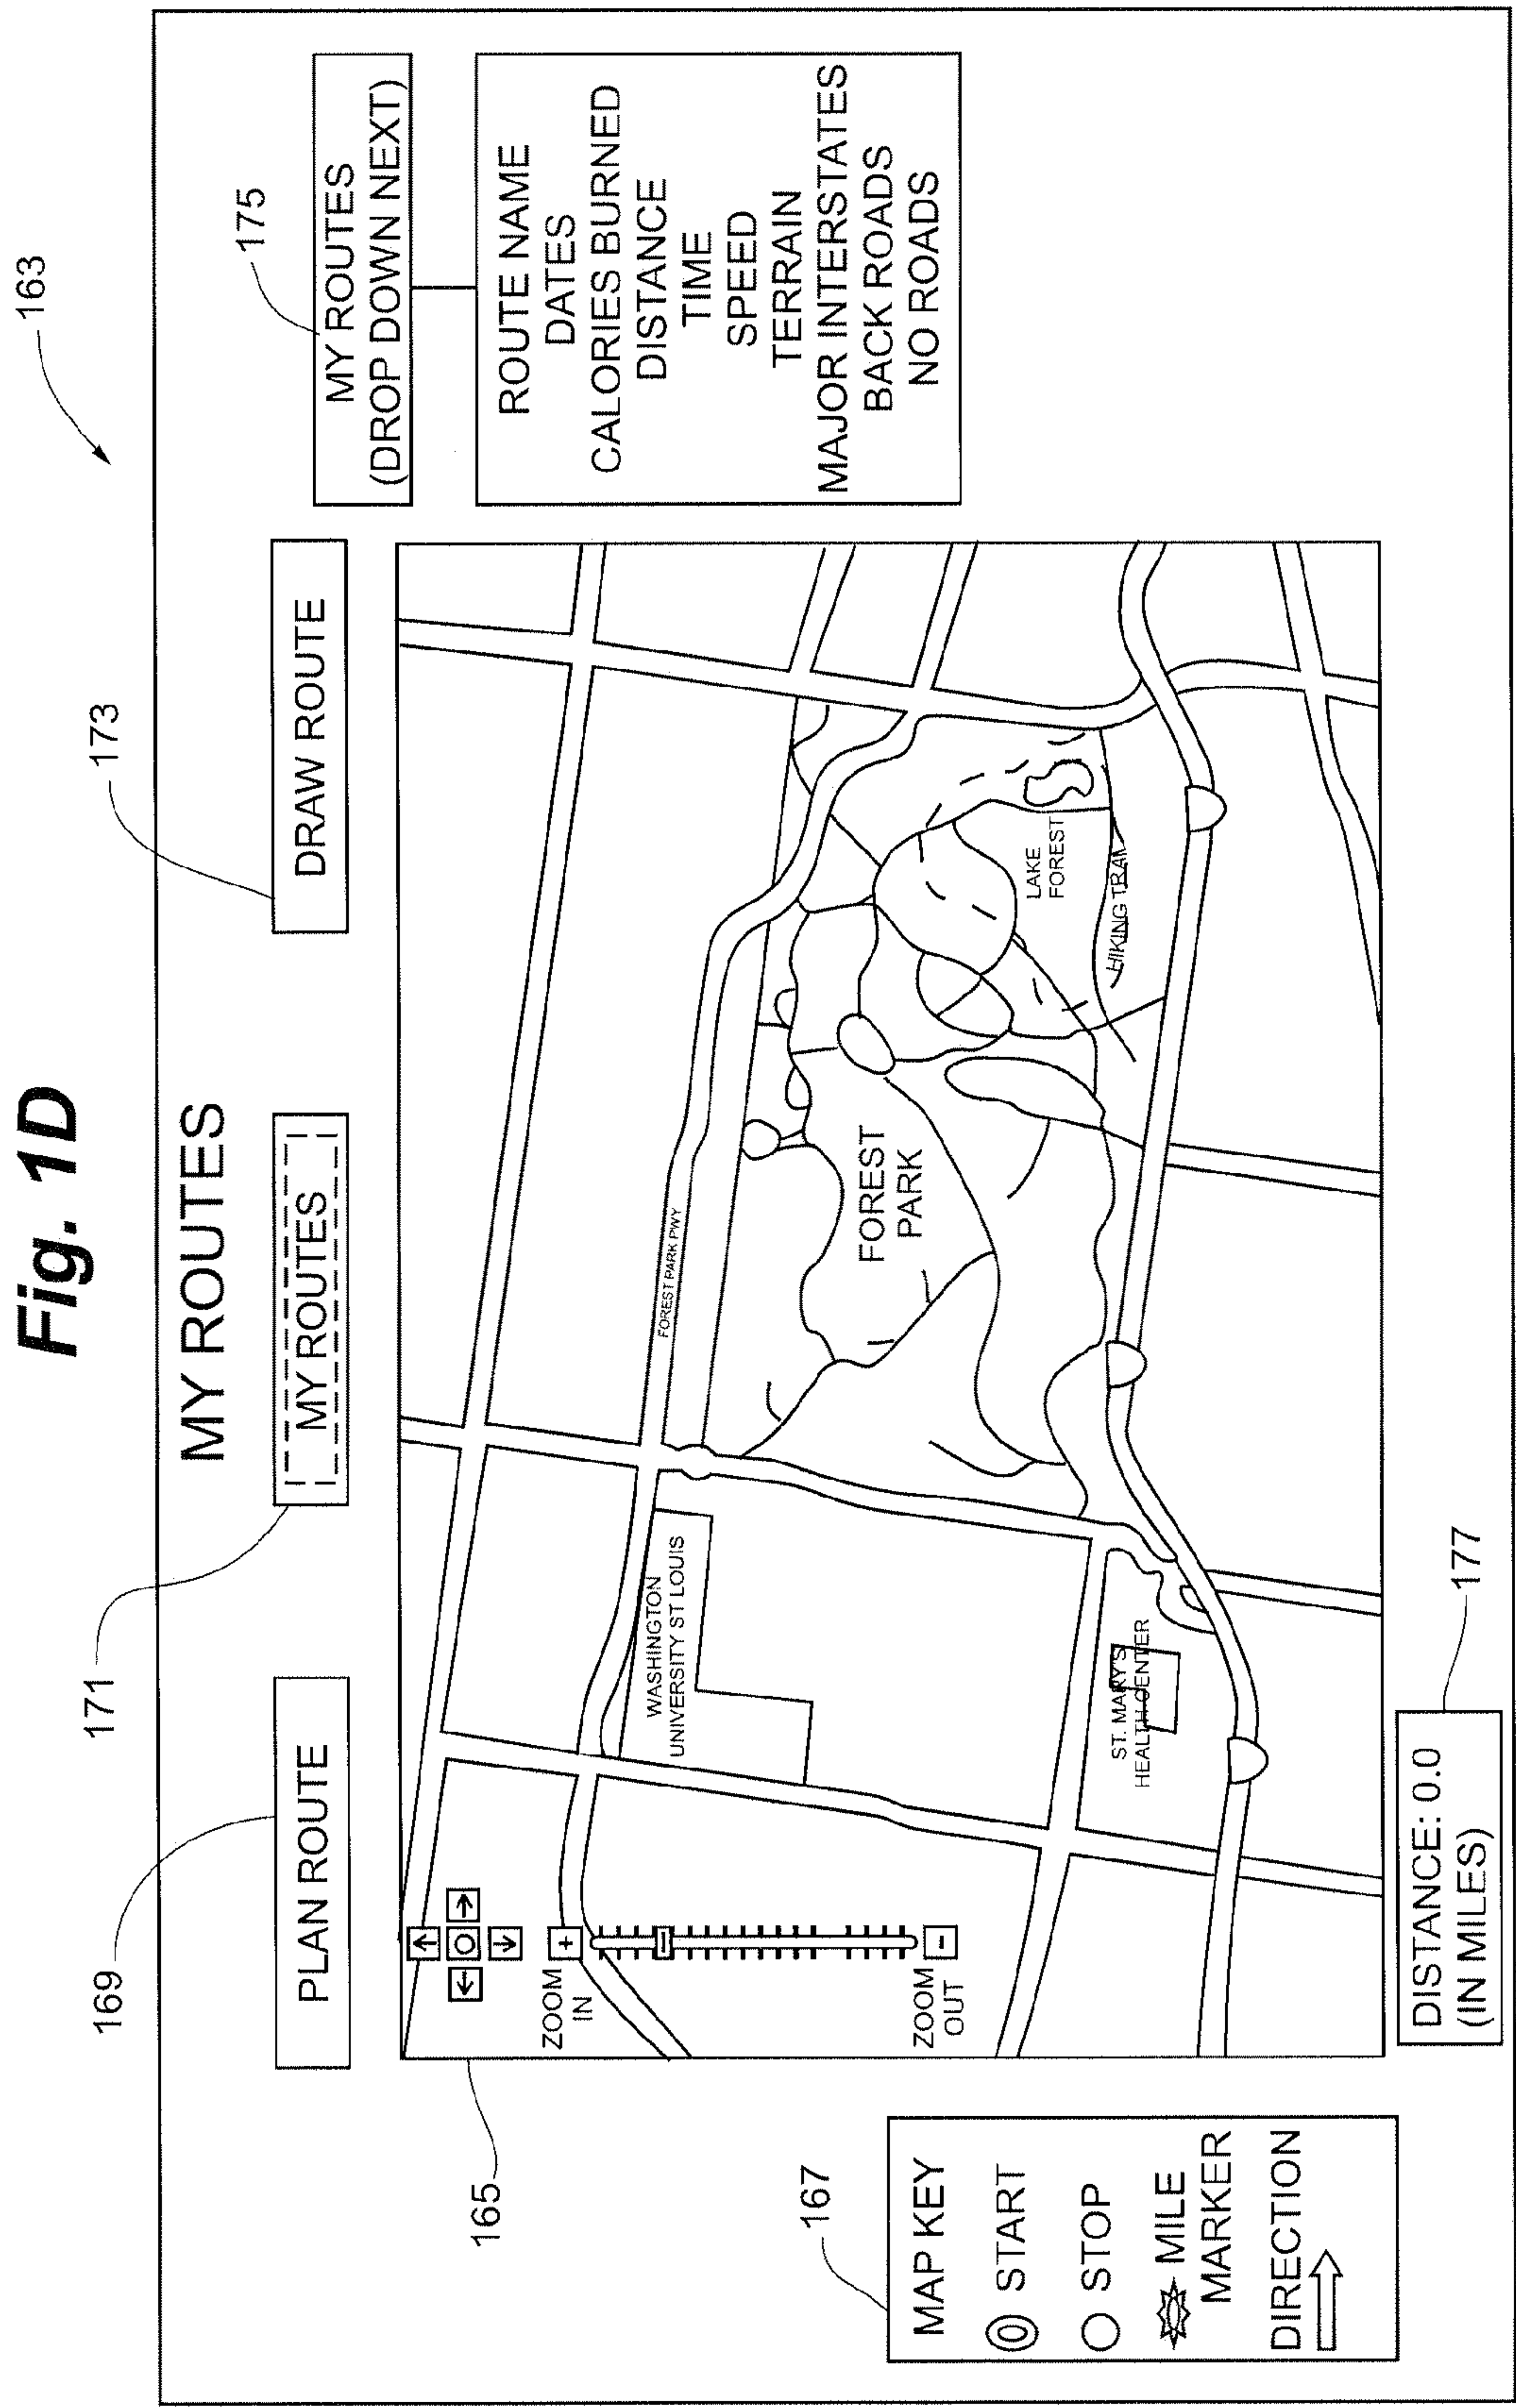 Fig. 1D
163
MY ROUTES
169
171
173
175
PLAN ROUTE
MY ROUTES
DRAW ROUTE
MY ROUTES
(DROP DOWN NEXT)
ROUTE NAME
DATES
CALORIES BURNED
DISTANCE
TIME
SPEED
TERRAIN
MAJOR INTERSTATES
BACK ROADS
NO ROADS
165
ZOOM
IN
+
ZOOM
OUT
-
FOREST PARK PWY
WASHINGTON
UNIVERSITY ST LOUIS
FOREST
PARK
LAKE
FOREST
HIKING TRAI
ST. MARY'S
HEALTH CENTER
167
MAP KEY
START
STOP
MILE
MARKER
DIRECTION
DISTANCE: 0.0
(IN MILES)
177